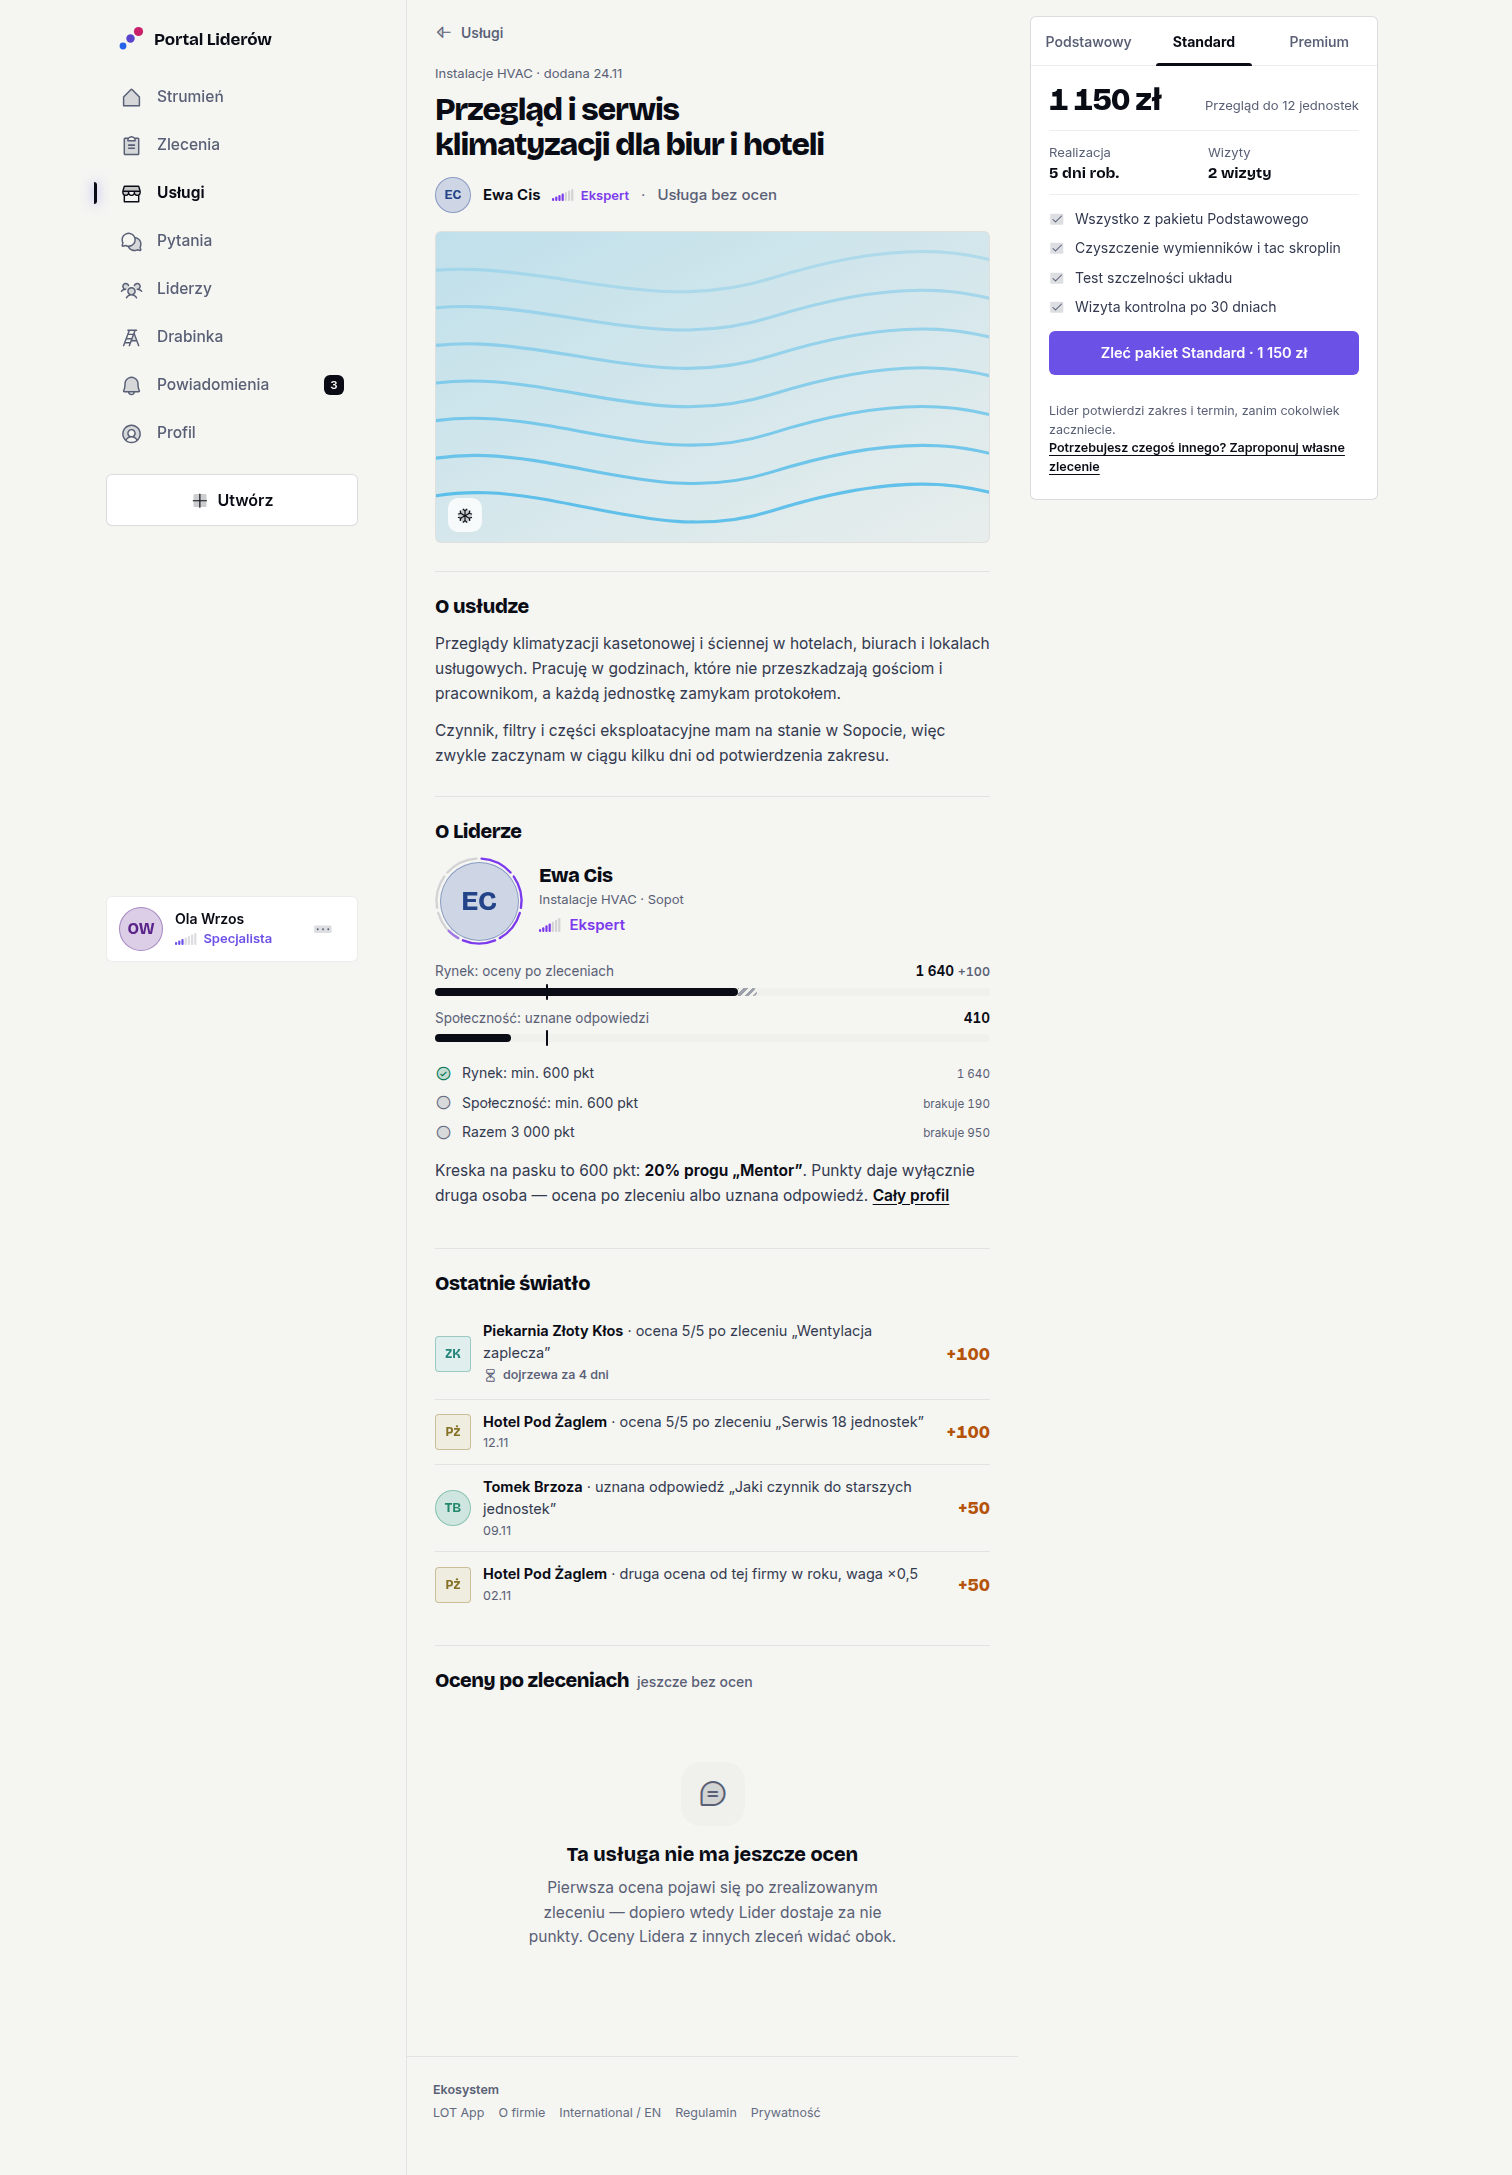 Portal Liderów
Strumień
Zlecenia
Usługi
Pytania
Liderzy
Drabinka
Powiadomienia
3
Profil
Utwórz
OW
Ola Wrzos
Specjalista
Usługi
Instalacje HVAC · dodana 24.11
Przegląd i serwis
klimatyzacji dla biur i hoteli
EC
Ewa Cis
Ekspert
· Usługa bez ocen
O usłudze
Przeglądy klimatyzacji kasetonowej i ściennej w hotelach, biurach i lokalach
usługowych. Pracuję w godzinach, które nie przeszkadzają gościom i
pracownikom, a każdą jednostkę zamykam protokołem.
Czynnik, filtry i części eksploatacyjne mam na stanie w Sopocie, więc
zwykle zaczynam w ciągu kilku dni od potwierdzenia zakresu.
O Liderze
EC
Ewa Cis
Instalacje HVAC · Sopot
Ekspert
Rynek: oceny po zleceniach 1 640 +100
Społeczność: uznane odpowiedzi 410
Rynek: min. 600 pkt 1 640
Społeczność: min. 600 pkt brakuje 190
Razem 3 000 pkt brakuje 950
Kreska na pasku to 600 pkt: 20% progu „Mentor”. Punkty daje wyłącznie
druga osoba — ocena po zleceniu albo uznana odpowiedź. Cały profil
Ostatnie światło
ZK
Piekarnia Złoty Kłos · ocena 5/5 po zleceniu „Wentylacja
zaplecza”
dojrzewa za 4 dni
+100
PŻ
Hotel Pod Żaglem · ocena 5/5 po zleceniu „Serwis 18 jednostek”
12.11
+100
TB
Tomek Brzoza · uznana odpowiedź „Jaki czynnik do starszych
jednostek”
09.11
+50
PŻ
Hotel Pod Żaglem · druga ocena od tej firmy w roku, waga ×0,5
02.11
+50
Oceny po zleceniach jeszcze bez ocen
Ta usługa nie ma jeszcze ocen
Pierwsza ocena pojawi się po zrealizowanym
zleceniu — dopiero wtedy Lider dostaje za nie
punkty. Oceny Lidera z innych zleceń widać obok.
Ekosystem
LOT App O firmie International / EN Regulamin Prywatność
Podstawowy Standard Premium
1 150 zł Przegląd do 12 jednostek
Realizacja Wizyty
5 dni rob. 2 wizyty
Wszystko z pakietu Podstawowego
Czyszczenie wymienników i tac skroplin
Test szczelności układu
Wizyta kontrolna po 30 dniach
Zleć pakiet Standard · 1 150 zł
Lider potwierdzi zakres i termin, zanim cokolwiek
zaczniecie.
Potrzebujesz czegoś innego? Zaproponuj własne
zlecenie